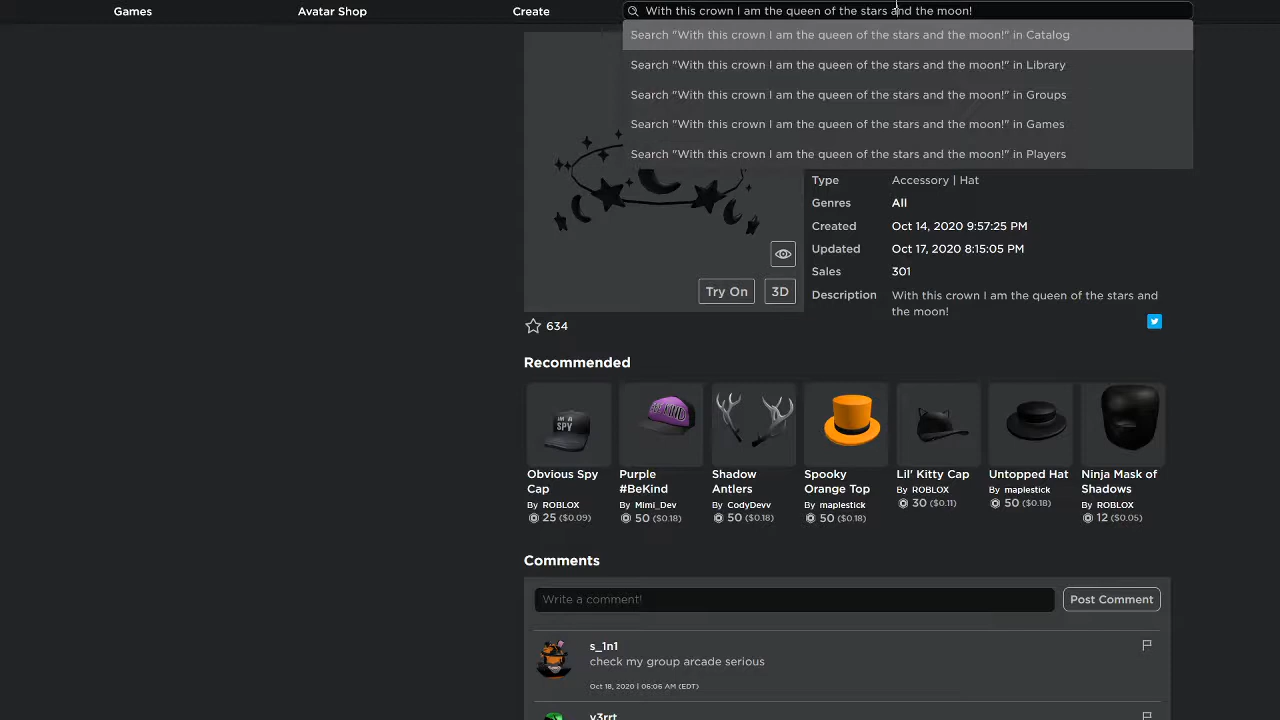 Games
Avatar Shop
Create
With this crown I am the queen of the stars and the moon!
Search "With this crown I am the queen of the stars and the moon!" in Catalog
Search "With this crown I am the queen of the stars and the moon!" in Library
Search "With this crown I am the queen of the stars and the moon!" in Groups
Search "With this crown I am the queen of the stars and the moon!" in Games
Search "With this crown I am the queen of the stars and the moon!" in Players
Type Accessory | Hat
Genres All
Created Oct 14, 2020 9:57:25 PM
Updated Oct 17, 2020 8:15:05 PM
Sales 301
Description With this crown I am the queen of the stars and
the moon!
Try On
3D
634
Recommended
IM A
SPY
Obvious Spy
Cap
By ROBLOX
25 ($0.09)
Purple
#BeKind
By Mimi_Dev
50 ($0.18)
Shadow
Antlers
By CodyDevv
50 ($0.18)
Spooky
Orange Top
By maplestick
50 ($0.18)
Lil' Kitty Cap
By ROBLOX
30 ($0.11)
Untopped Hat
By maplestick
50 ($0.18)
Ninja Mask of
Shadows
By ROBLOX
12 ($0.05)
Comments
Write a comment!
Post Comment
s_1n1
check my group arcade serious
Oct 18, 2020 | 06:06 AM (EDT)
v3rrt